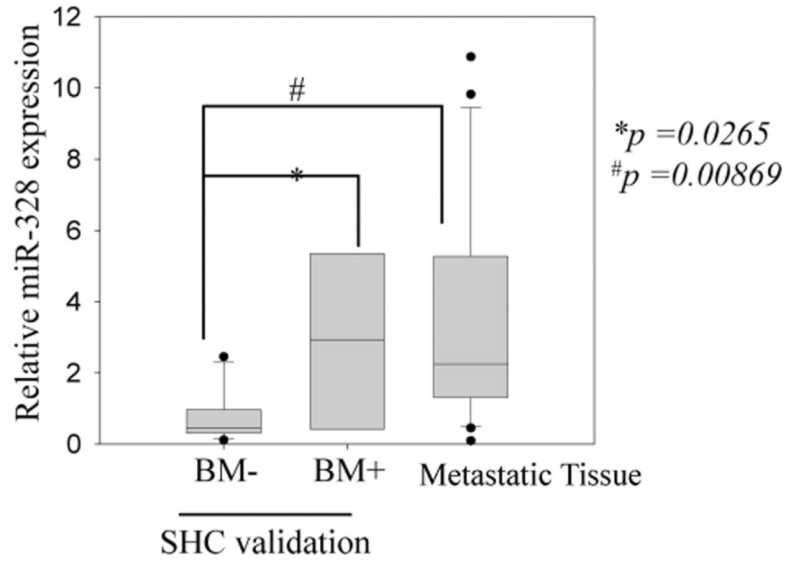 Relative miR-328 expression
12
10
8
6
4
2
0
#
*
*p =0.0265
#p =0.00869
BM-
BM+
Metastatic Tissue
SHC validation